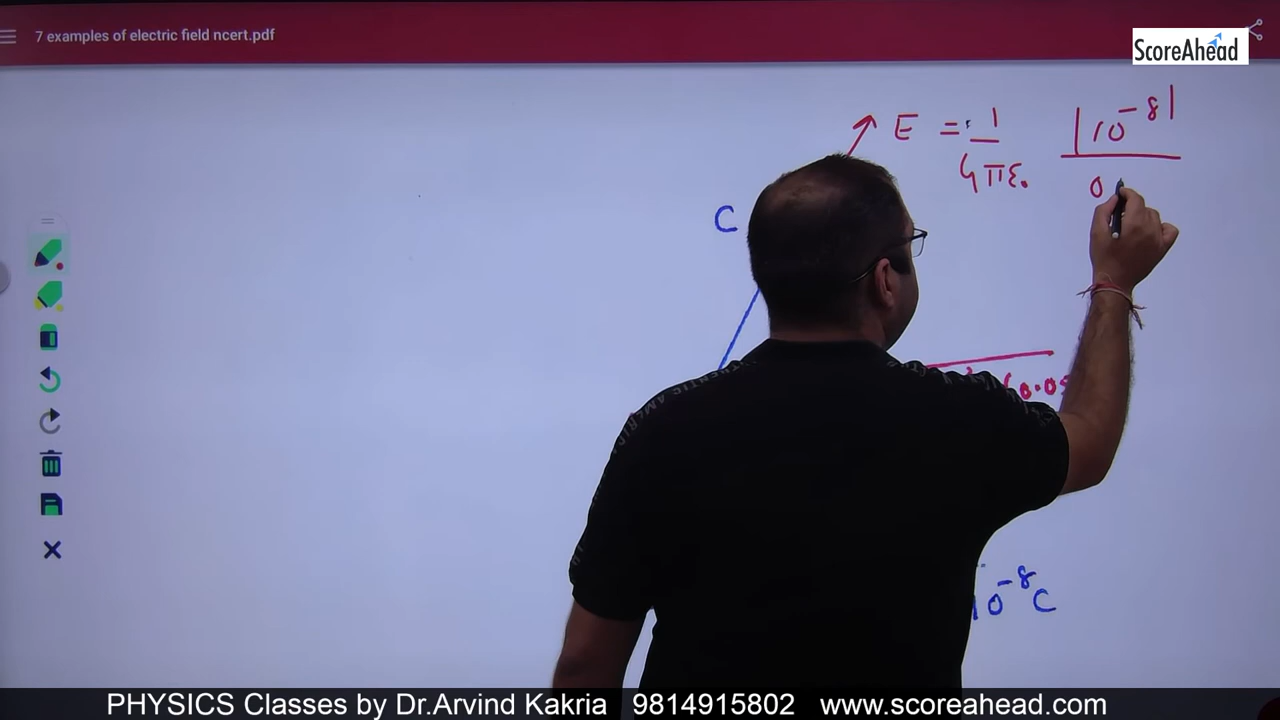 7 examples of electric field ncert.pdf
ScoreAhead
E = 1 |10⁻⁸|
4πε₀ 0
C
10⁻⁸C
PHYSICS Classes by Dr.Arvind Kakria 9814915802 www.scoreahead.com